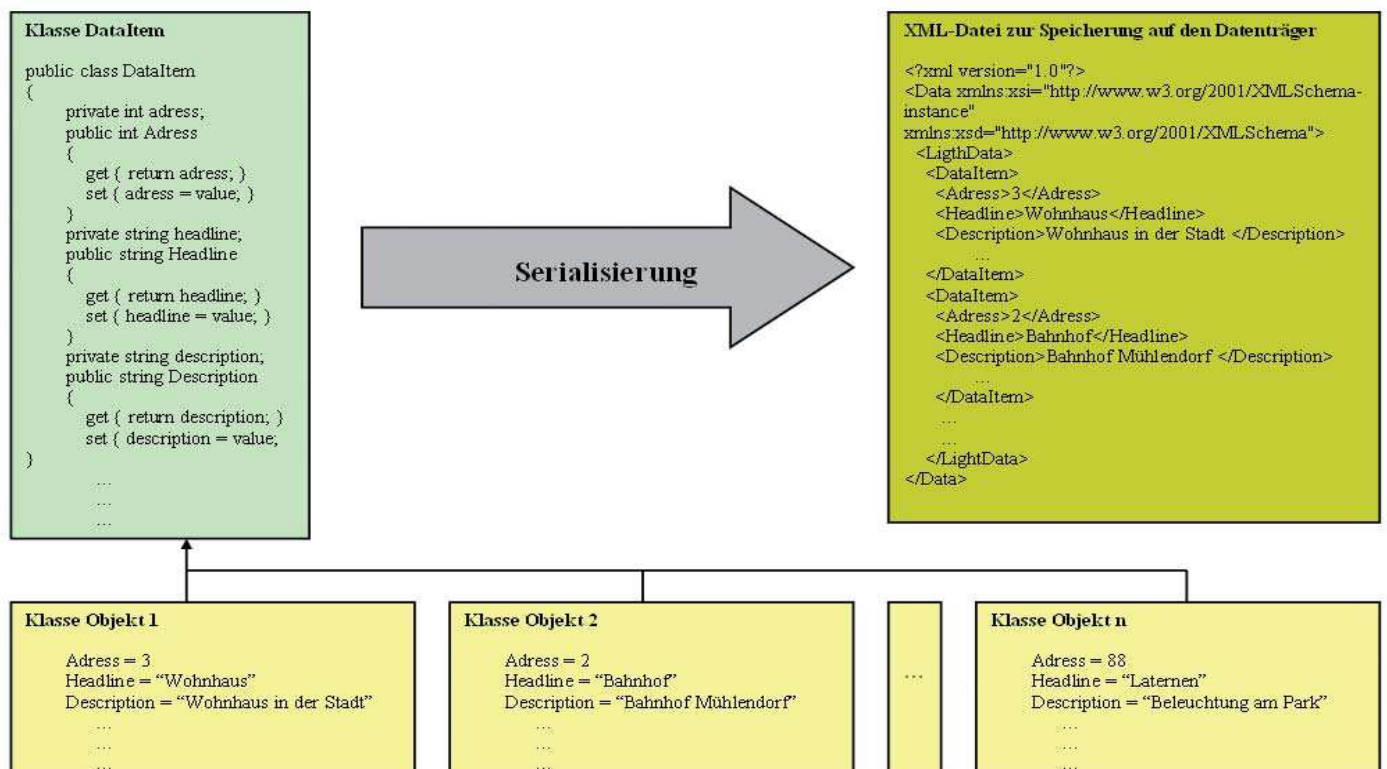 Klasse DataItem
public class DataItem
{
private int adress;
public int Adress
{
get { return adress; }
set { adress = value; }
}
private string headline;
public string Headline
{
get { return headline; }
set { headline = value; }
}
private string description;
public string Description
{
get { return description; }
set { description = value;
}
...
...
...
Serialisierung
XML-Datei zur Speicherung auf den Datenträger
<?xml version="1.0"?>
<Data xmlns:xsi="http://www.w3.org/2001/XMLSchema-
instance"
xmlns:xsd="http://www.w3.org/2001/XMLSchema">
<LigthData>
<DataItem>
<Adress>3</Adress>
<Headline>Wohnhaus</Headline>
<Description>Wohnhaus in der Stadt </Description>
...
</DataItem>
<DataItem>
<Adress>2</Adress>
<Headline>Bahnhof</Headline>
<Description>Bahnhof Mühlendorf </Description>
...
</DataItem>
...
...
</LightData>
</Data>
Klasse Objekt 1
Adress = 3
Headline = “Wohnhaus”
Description = “Wohnhaus in der Stadt”
...
...
...
Klasse Objekt 2
Adress = 2
Headline = “Bahnhof”
Description = “Bahnhof Mühlendorf”
...
...
...
...
Klasse Objekt n
Adress = 88
Headline = “Laternen”
Description = “Beleuchtung am Park”
...
...
...